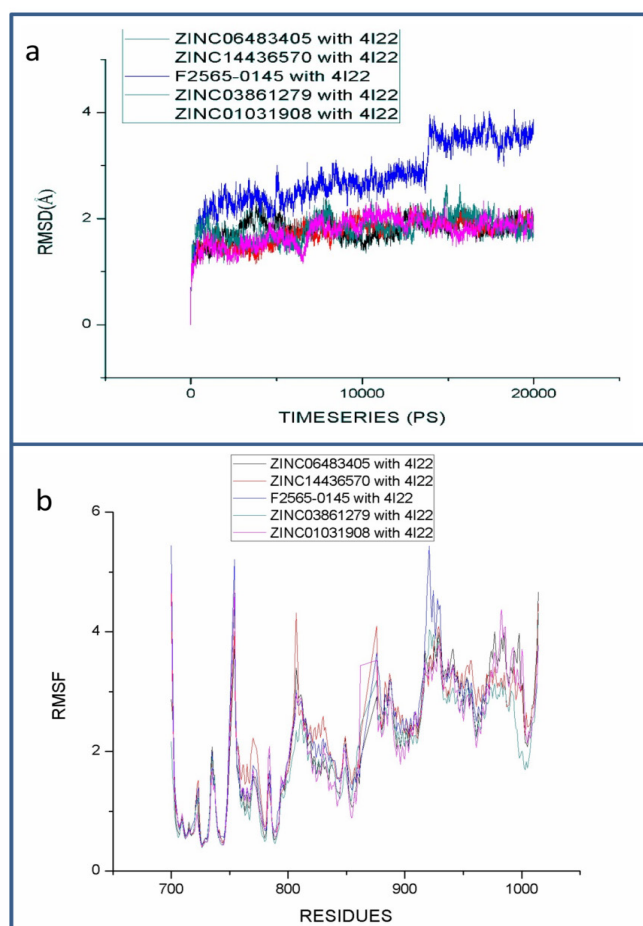 a
ZINC06483405 with 4I22
ZINC14436570 with 4I22
F2565-0145 with 4I22
ZINC03861279 with 4I22
ZINC01031908 with 4I22
4
2
0
RMSD(Å)
0 10000 20000
TIMESERIES (PS)
b
ZINC06483405 with 4I22
ZINC14436570 with 4I22
F2565-0145 with 4I22
ZINC03861279 with 4I22
ZINC01031908 with 4I22
6
4
2
0
RMSF
700 800 900 1000
RESIDUES